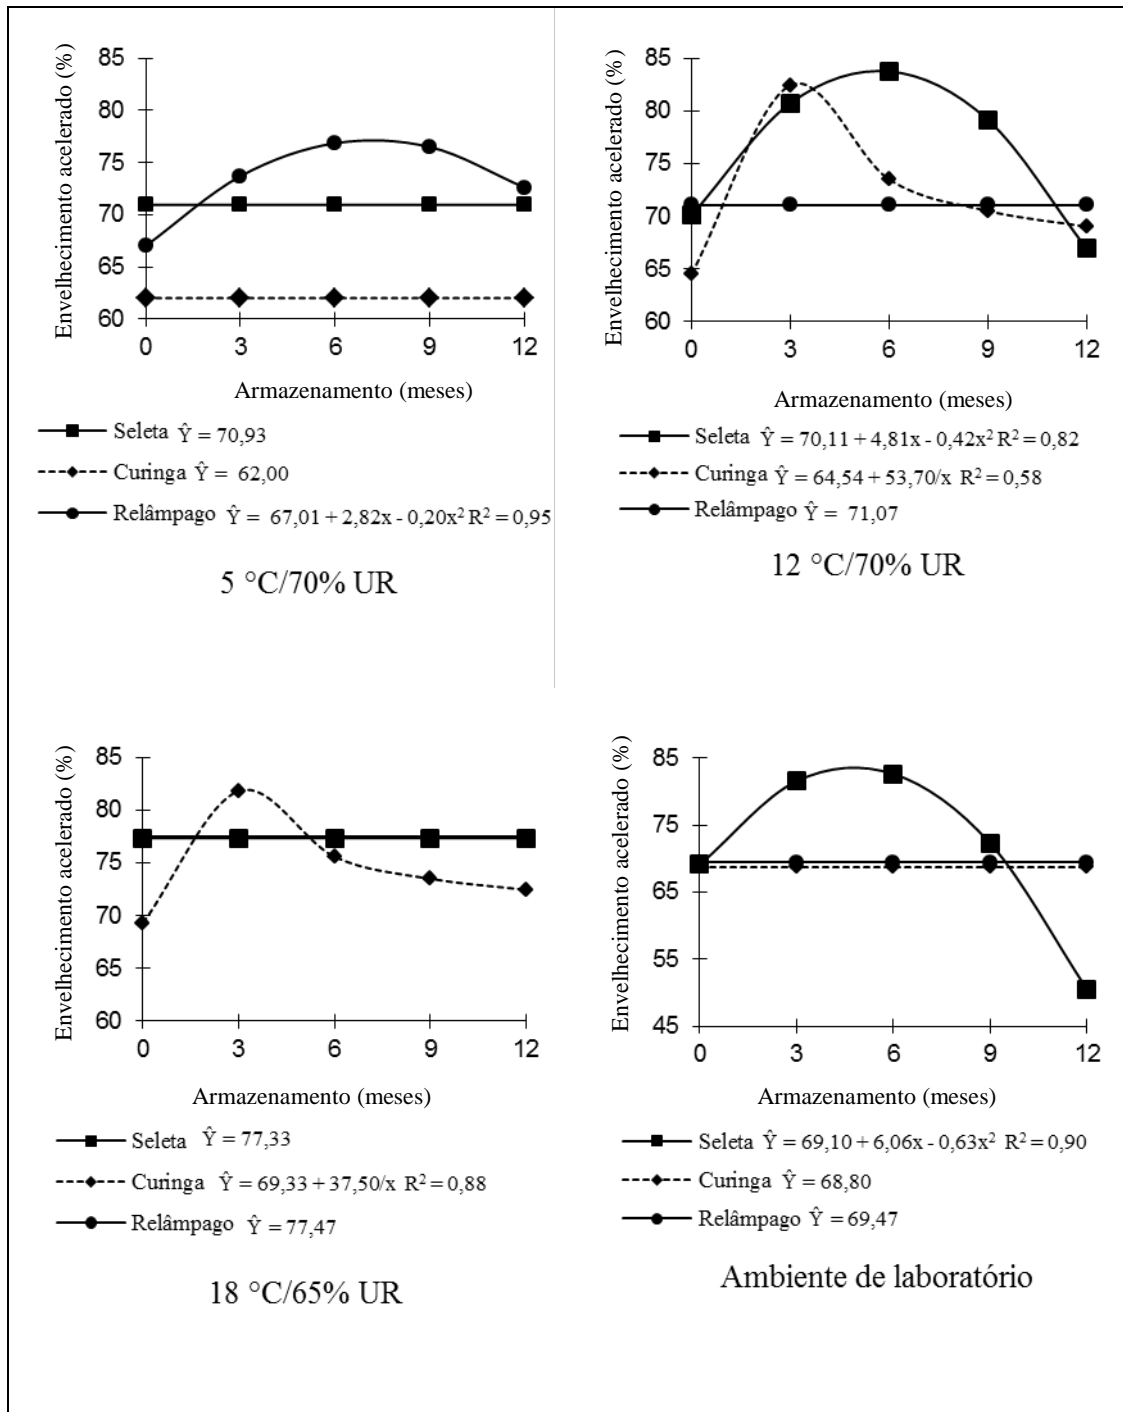 Envelhecimento acelerado (%)
85
80
75
70
65
60
0 3 6 9 12
Armazenamento (meses)
Seleta Ŷ = 70,93
Curinga Ŷ = 62,00
Relâmpago Ŷ = 67,01 + 2,82x - 0,20x² R² = 0,95
5 °C/70% UR
Envelhecimento acelerado (%)
85
80
75
70
65
60
0 3 6 9 12
Armazenamento (meses)
Seleta Ŷ = 70,11 + 4,81x - 0,42x² R² = 0,82
Curinga Ŷ = 64,54 + 53,70/x R² = 0,58
Relâmpago Ŷ = 71,07
12 °C/70% UR
Envelhecimento acelerado (%)
85
80
75
70
65
60
0 3 6 9 12
Armazenamento (meses)
Seleta Ŷ = 77,33
Curinga Ŷ = 69,33 + 37,50/x R² = 0,88
Relâmpago Ŷ = 77,47
18 °C/65% UR
Envelhecimento acelerado (%)
85
75
65
55
45
0 3 6 9 12
Armazenamento (meses)
Seleta Ŷ = 69,10 + 6,06x - 0,63x² R² = 0,90
Curinga Ŷ = 68,80
Relâmpago Ŷ = 69,47
Ambiente de laboratório